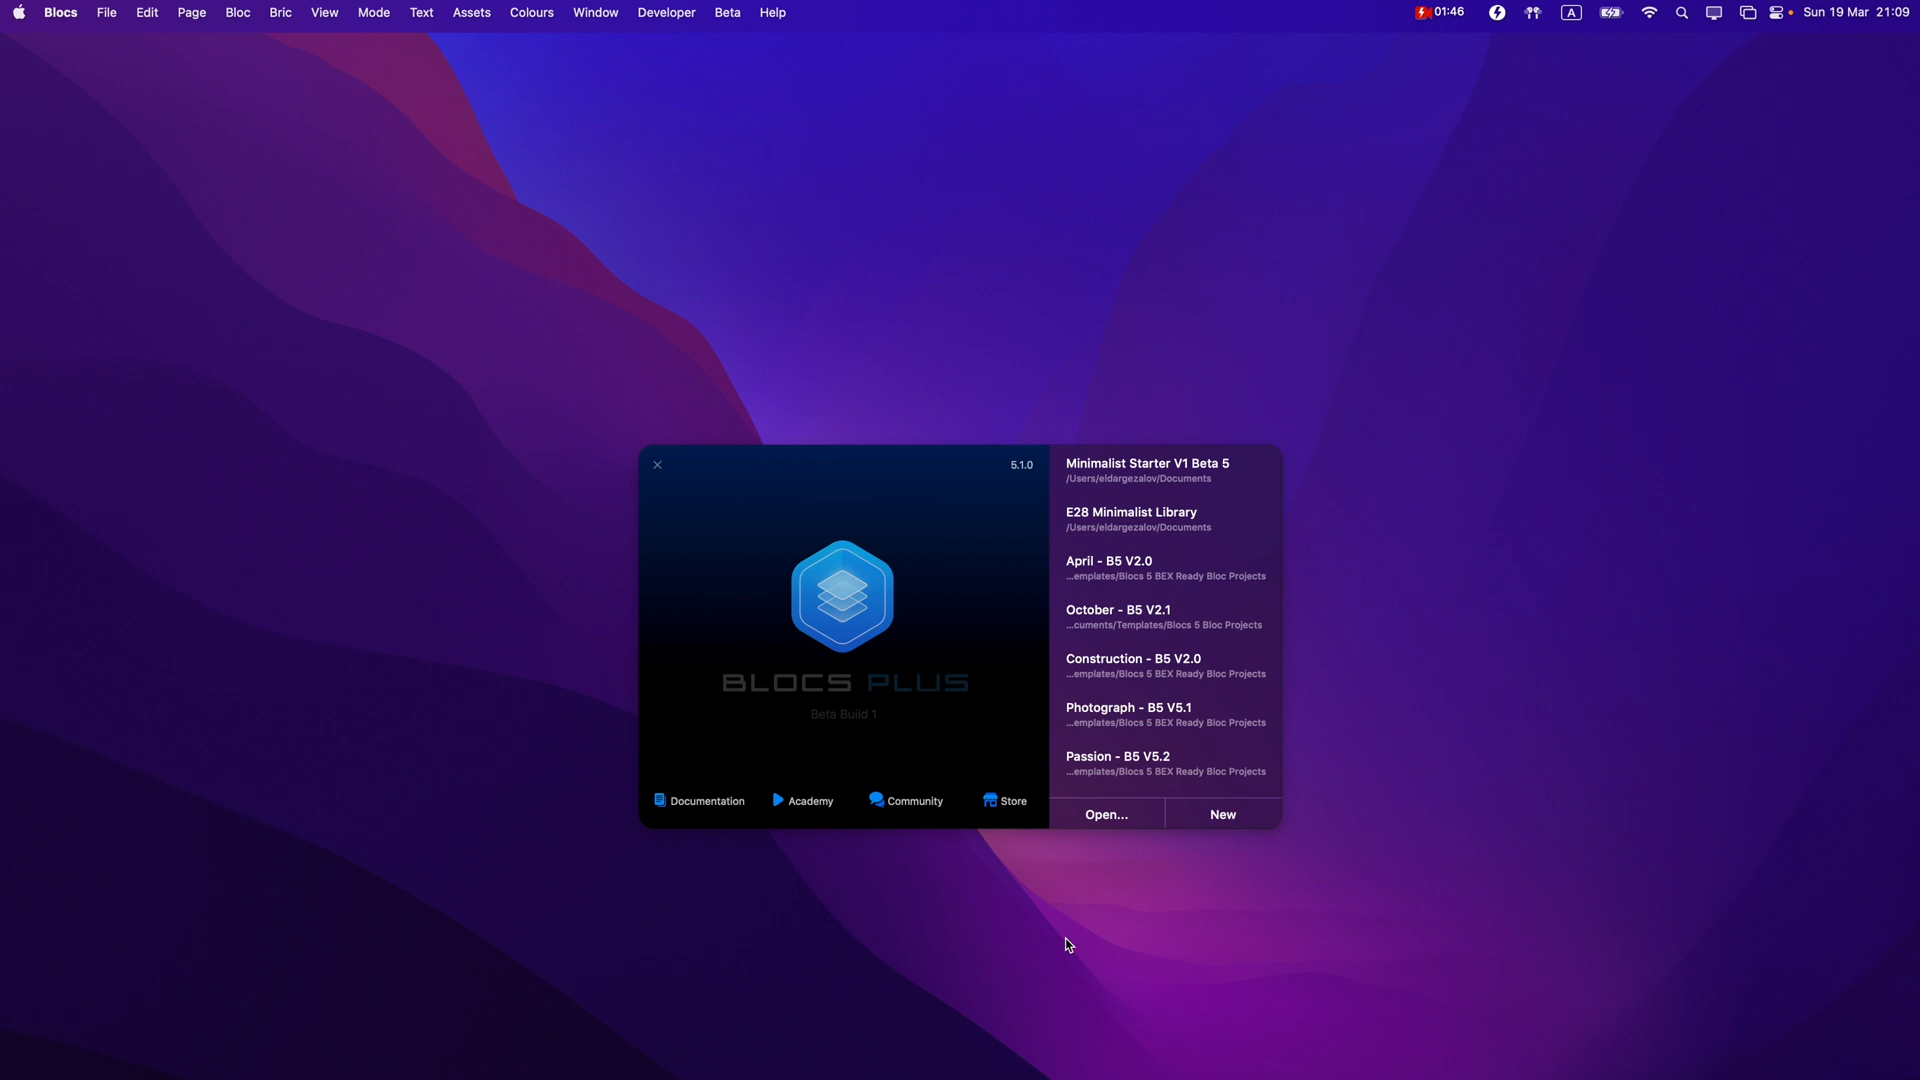 Blocs File Edit Page Bloc Bric View Mode Text Assets Colours Window Developer Beta Help 01:46 A Sun 19 Mar 21:09
5.1.0
BLOCS PLUS
Beta Build 1
Documentation Academy Community Store
Minimalist Starter V1 Beta 5
/Users/eldargezalov/Documents
E28 Minimalist Library
/Users/eldargezalov/Documents
April - B5 V2.0
...emplates/Blocs 5 BEX Ready Bloc Projects
October - B5 V2.1
...cuments/Templates/Blocs 5 Bloc Projects
Construction - B5 V2.0
...emplates/Blocs 5 BEX Ready Bloc Projects
Photograph - B5 V5.1
...emplates/Blocs 5 BEX Ready Bloc Projects
Passion - B5 V5.2
...emplates/Blocs 5 BEX Ready Bloc Projects
Open... New